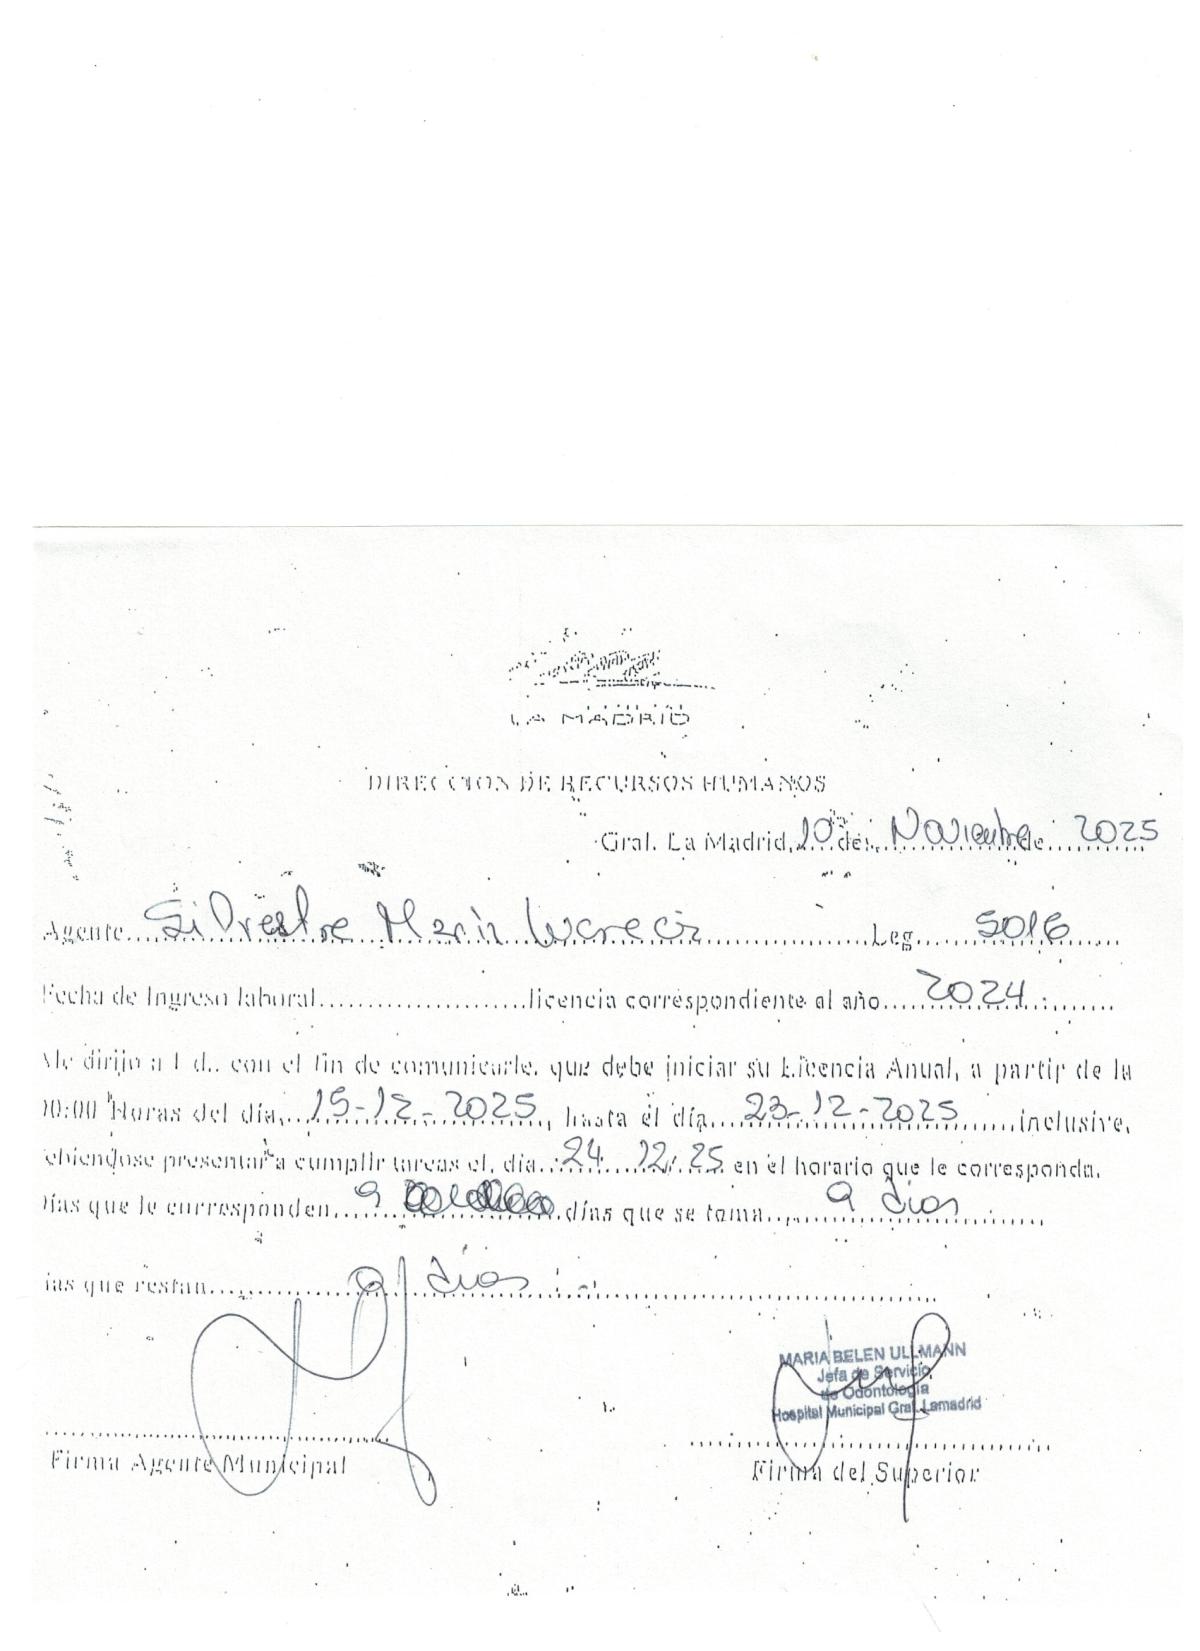 LA MADRID
DIRECCION DE RECURSOS HUMANOS
Gral. La Madrid, 20 de Noviembre de 2025
Agente Silvestre Maria Lucrecia Leg. 5016
Fecha de Ingreso laboral licencia correspondiente al año 2024
Me dirijo a Ud., con el fin de comunicarle, que debe iniciar su Licencia Anual, a partir de la
00:00 Horas del día, 15-12-2025, hasta el día 23-12-2025 inclusive,
ebiéndose presentar a cumplir tareas el, día 24 12/25 en el horario que le corresponda.
Días que le corresponden 9 días que se toma 9 dias
ias que restan dias
MARIA BELEN ULLMANN
Jefa de Servicio
de Odontología
Hospital Municipal Gral. Lamadrid
Firma Agente Municipal
Firma del Superior